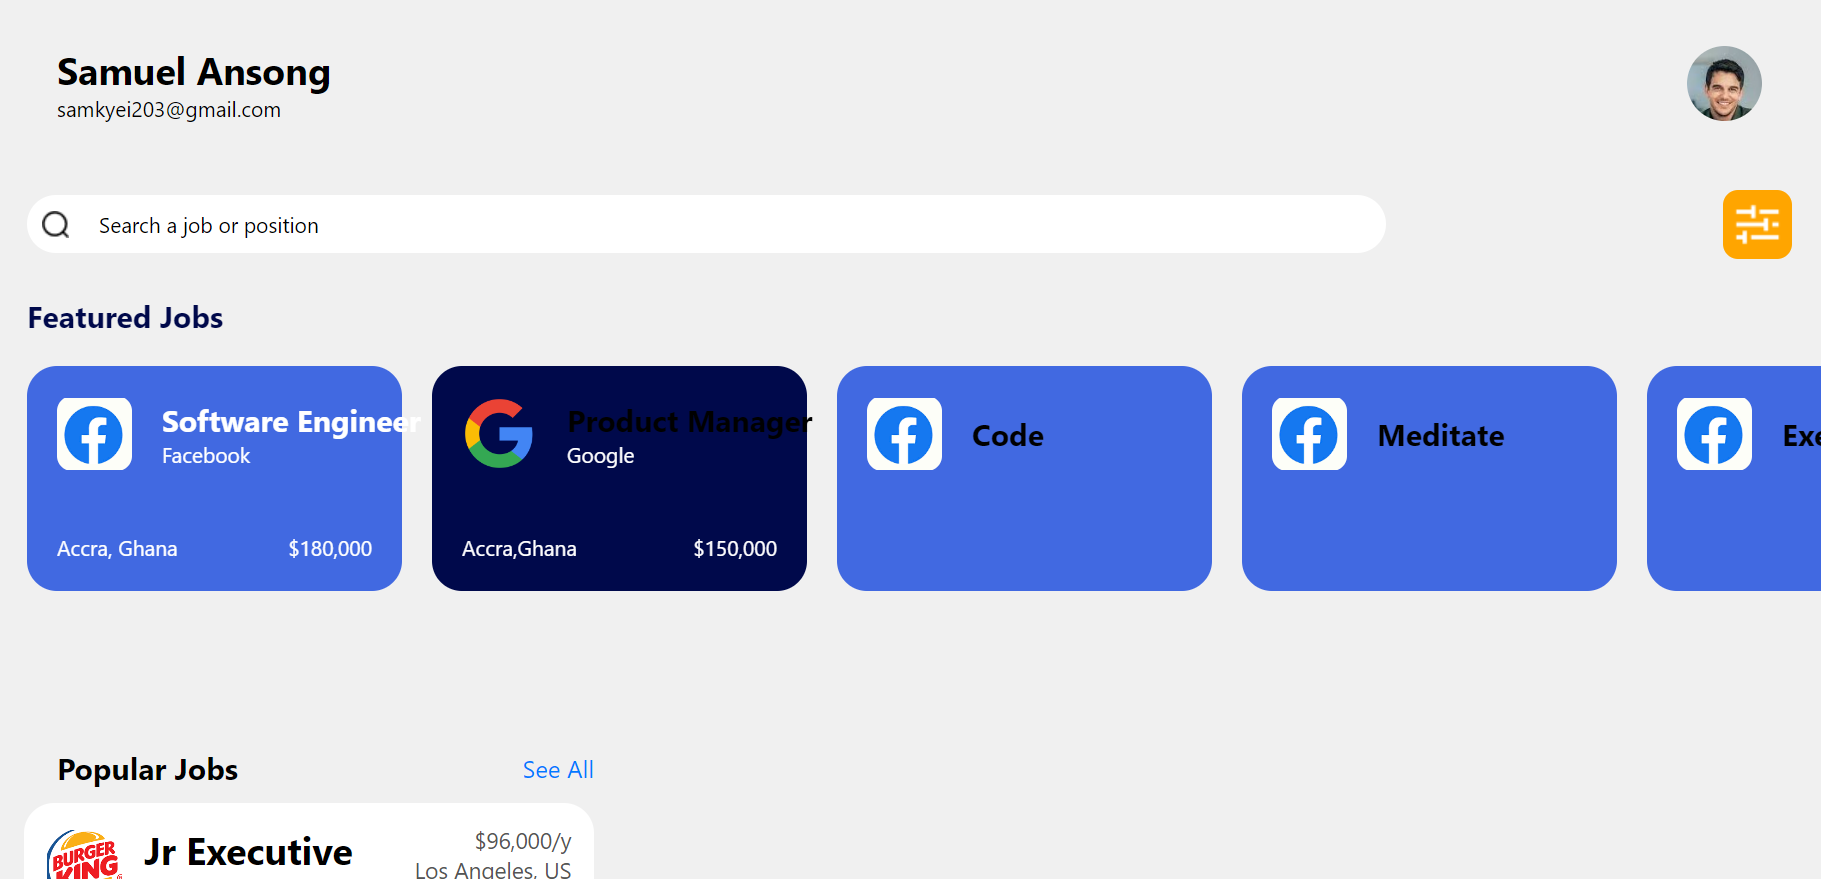 Samuel Ansong
samkyei203@gmail.com
Search a job or position
Featured Jobs
Software Engineer
Facebook
Accra, Ghana
$180,000
Product Manager
Google
Accra,Ghana
$150,000
Code
Meditate
Popular Jobs
See All
BURGER
KING
Jr Executive
$96,000/y
Los Angeles, US